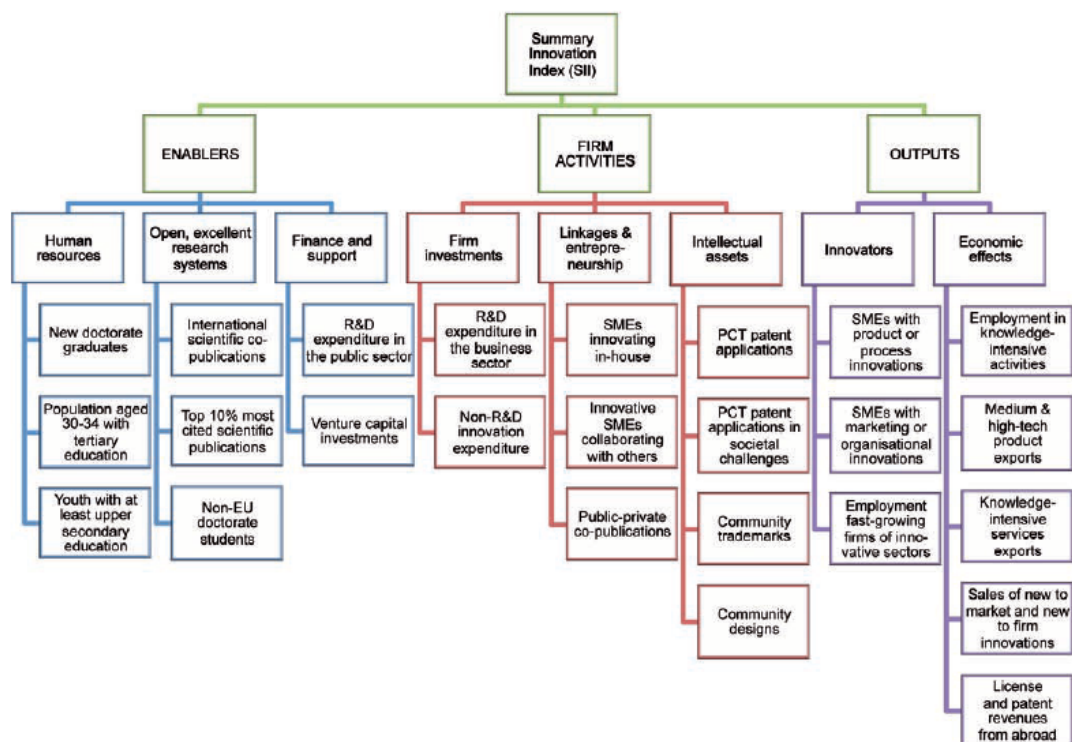 Summary
Innovation
Index (SII)
ENABLERS
FIRM
ACTIVITIES
OUTPUTS
Human
resources
Open, excellent
research
systems
Finance and
support
Firm
investments
Linkages &
entrepre-
neurship
Intellectual
assets
Innovators
Economic
effects
New doctorate
graduates
International
scientific co-
publications
R&D
expenditure in
the public sector
R&D
expenditure in
the business
sector
SMEs
innovating
in-house
PCT patent
applications
SMEs with
product or
process
innovations
Employment in
knowledge-
intensive
activities
Population aged
30-34 with
tertiary
education
Top 10% most
cited scientific
publications
Venture capital
investments
Non-R&D
innovation
expenditure
Innovative
SMEs
collaborating
with others
PCT patent
applications in
societal
challenges
SMEs with
marketing or
organisational
innovations
Medium &
high-tech
product
exports
Youth with at
least upper
secondary
education
Non-EU
doctorate
students
Public-private
co-publications
Community
trademarks
Employment
fast-growing
firms of inno-
vative sectors
Knowledge-
intensive
services
exports
Community
designs
Sales of new to
market and new
to firm
innovations
License
and patent
revenues
from abroad